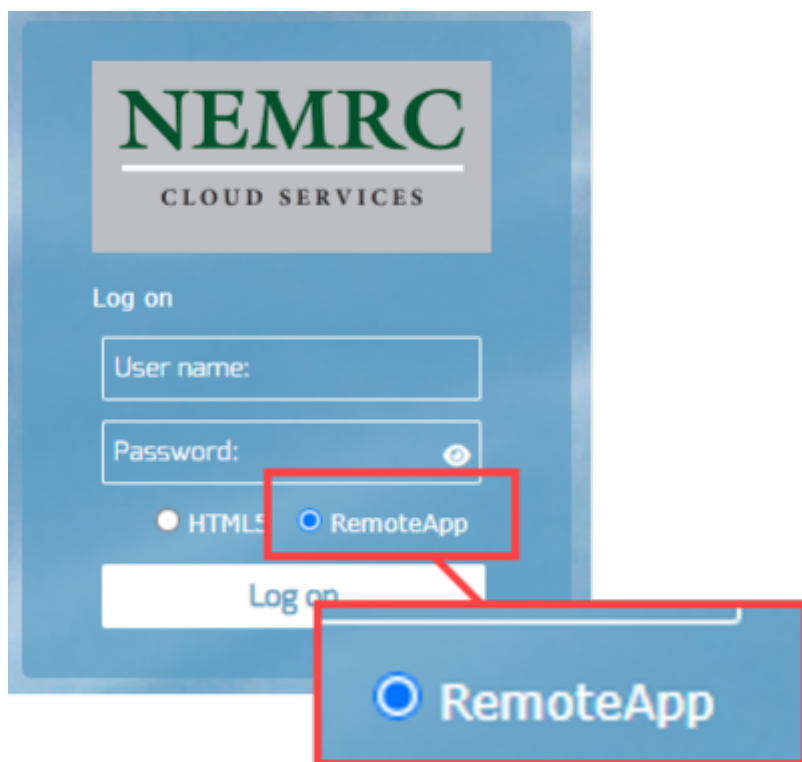 NEMRC
CLOUD SERVICES
Log on
User name:
Password:
HTML5 RemoteApp
Log on
RemoteApp